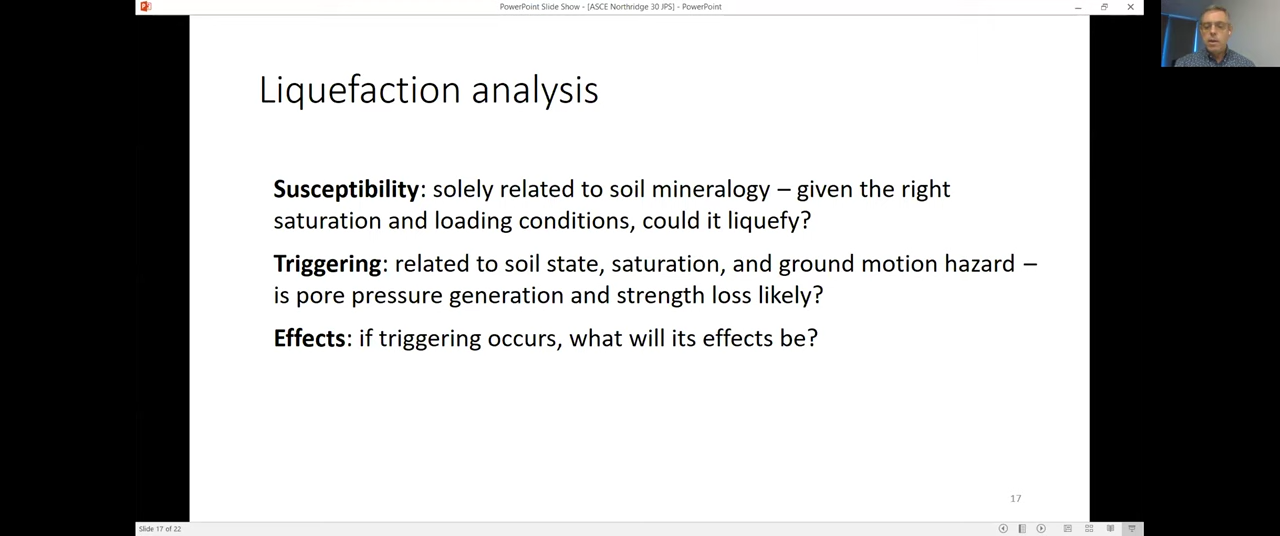 PowerPoint Slide Show - [ASCE Northridge 30 JPS] - PowerPoint
Liquefaction analysis
Susceptibility: solely related to soil mineralogy – given the right
saturation and loading conditions, could it liquefy?
Triggering: related to soil state, saturation, and ground motion hazard –
is pore pressure generation and strength loss likely?
Effects: if triggering occurs, what will its effects be?
17
Slide 17 of 22